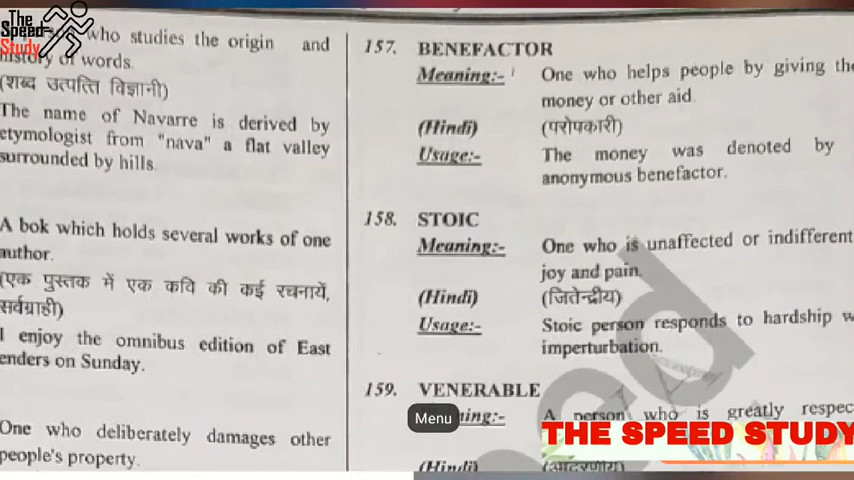 The
Speed
Study
who studies the origin and
history of words.
(शब्द उत्पत्ति विज्ञानी)
The name of Navarre is derived by
etymologist from "nava" a flat valley
surrounded by hills.
A bok which holds several works of one
author.
(एक पुस्तक में एक कवि की कई रचनायें,
सर्वग्राही)
I enjoy the omnibus edition of East
enders on Sunday.
One who deliberately damages other
people's property.
157. BENEFACTOR
Meaning:- One who helps people by giving the
money or other aid.
(Hindi) (परोपकारी)
Usage:- The money was denoted by
anonymous benefactor.
158. STOIC
Meaning:- One who is unaffected or indifferent
joy and pain.
(Hindi) (जितेन्द्रीय)
Usage:- Stoic person responds to hardship w
imperturbation.
159. VENERABLE
Menu
ning:- A person who is greatly respec
THE SPEED STUDY
(Hindi) (आदरणीय)